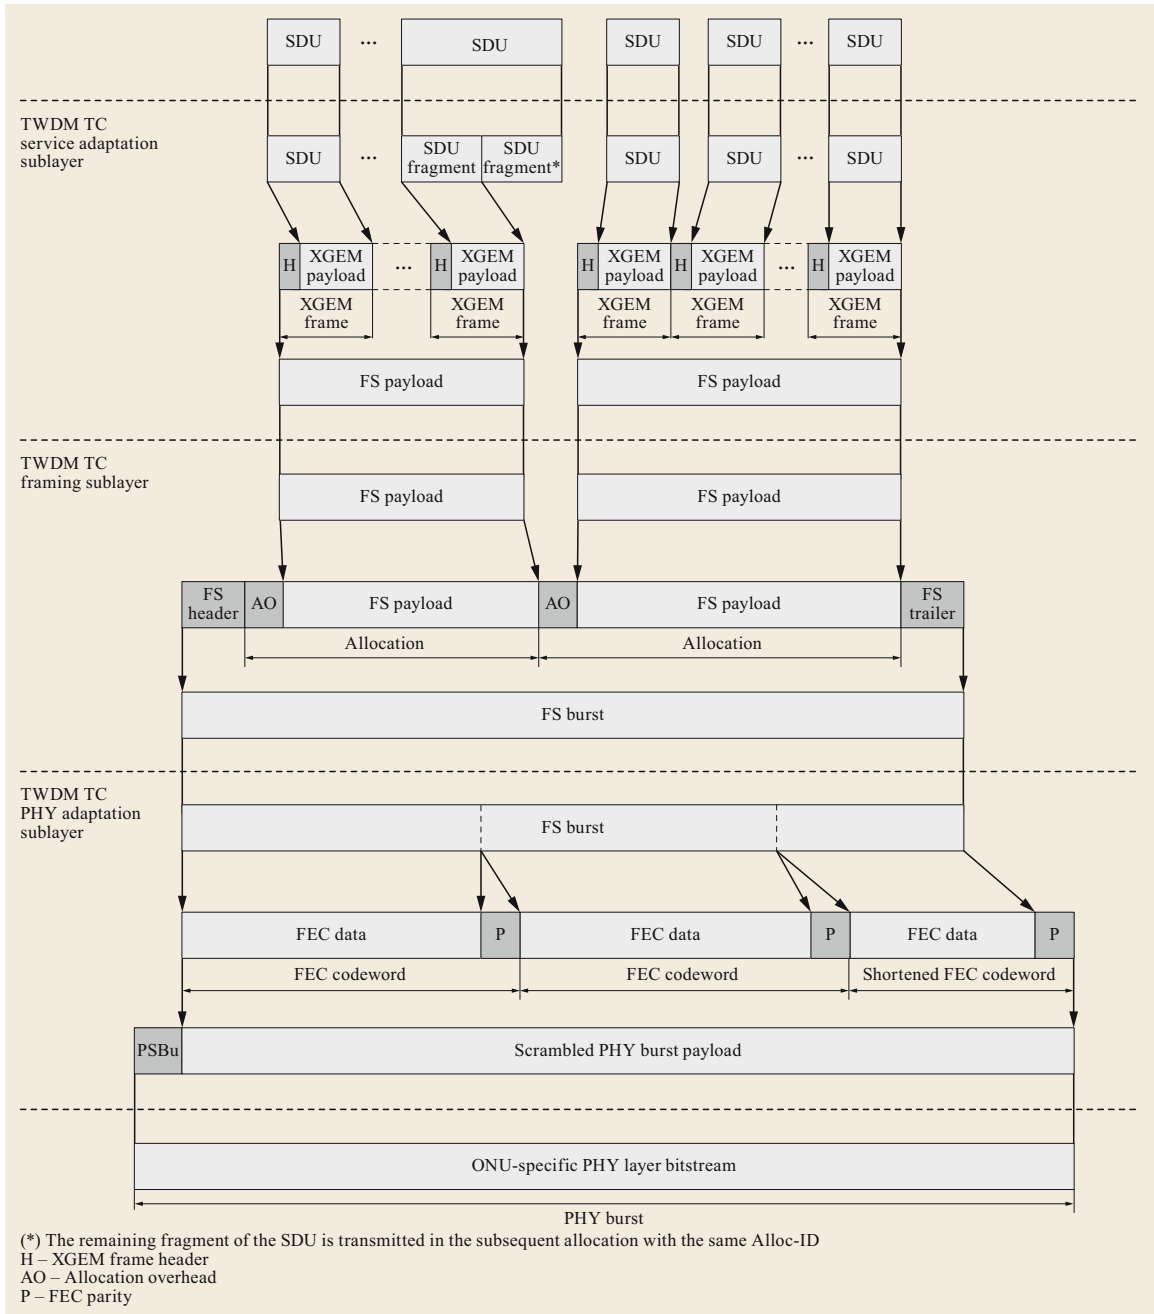 SDU ... SDU SDU SDU ... SDU
TWDM TC
service adaptation
sublayer
SDU ... SDU fragment SDU fragment* SDU SDU ... SDU
H XGEM payload ... H XGEM payload H XGEM payload H XGEM payload ... H XGEM payload
XGEM frame XGEM frame XGEM frame XGEM frame XGEM frame
FS payload FS payload
TWDM TC
framing sublayer
FS payload FS payload
FS header AO FS payload AO FS payload FS trailer
Allocation Allocation
FS burst
TWDM TC
PHY adaptation
sublayer
FS burst
FEC data P FEC data P FEC data P
FEC codeword FEC codeword Shortened FEC codeword
PSBu Scrambled PHY burst payload
ONU-specific PHY layer bitstream
PHY burst
(*) The remaining fragment of the SDU is transmitted in the subsequent allocation with the same Alloc-ID
H – XGEM frame header
AO – Allocation overhead
P – FEC parity